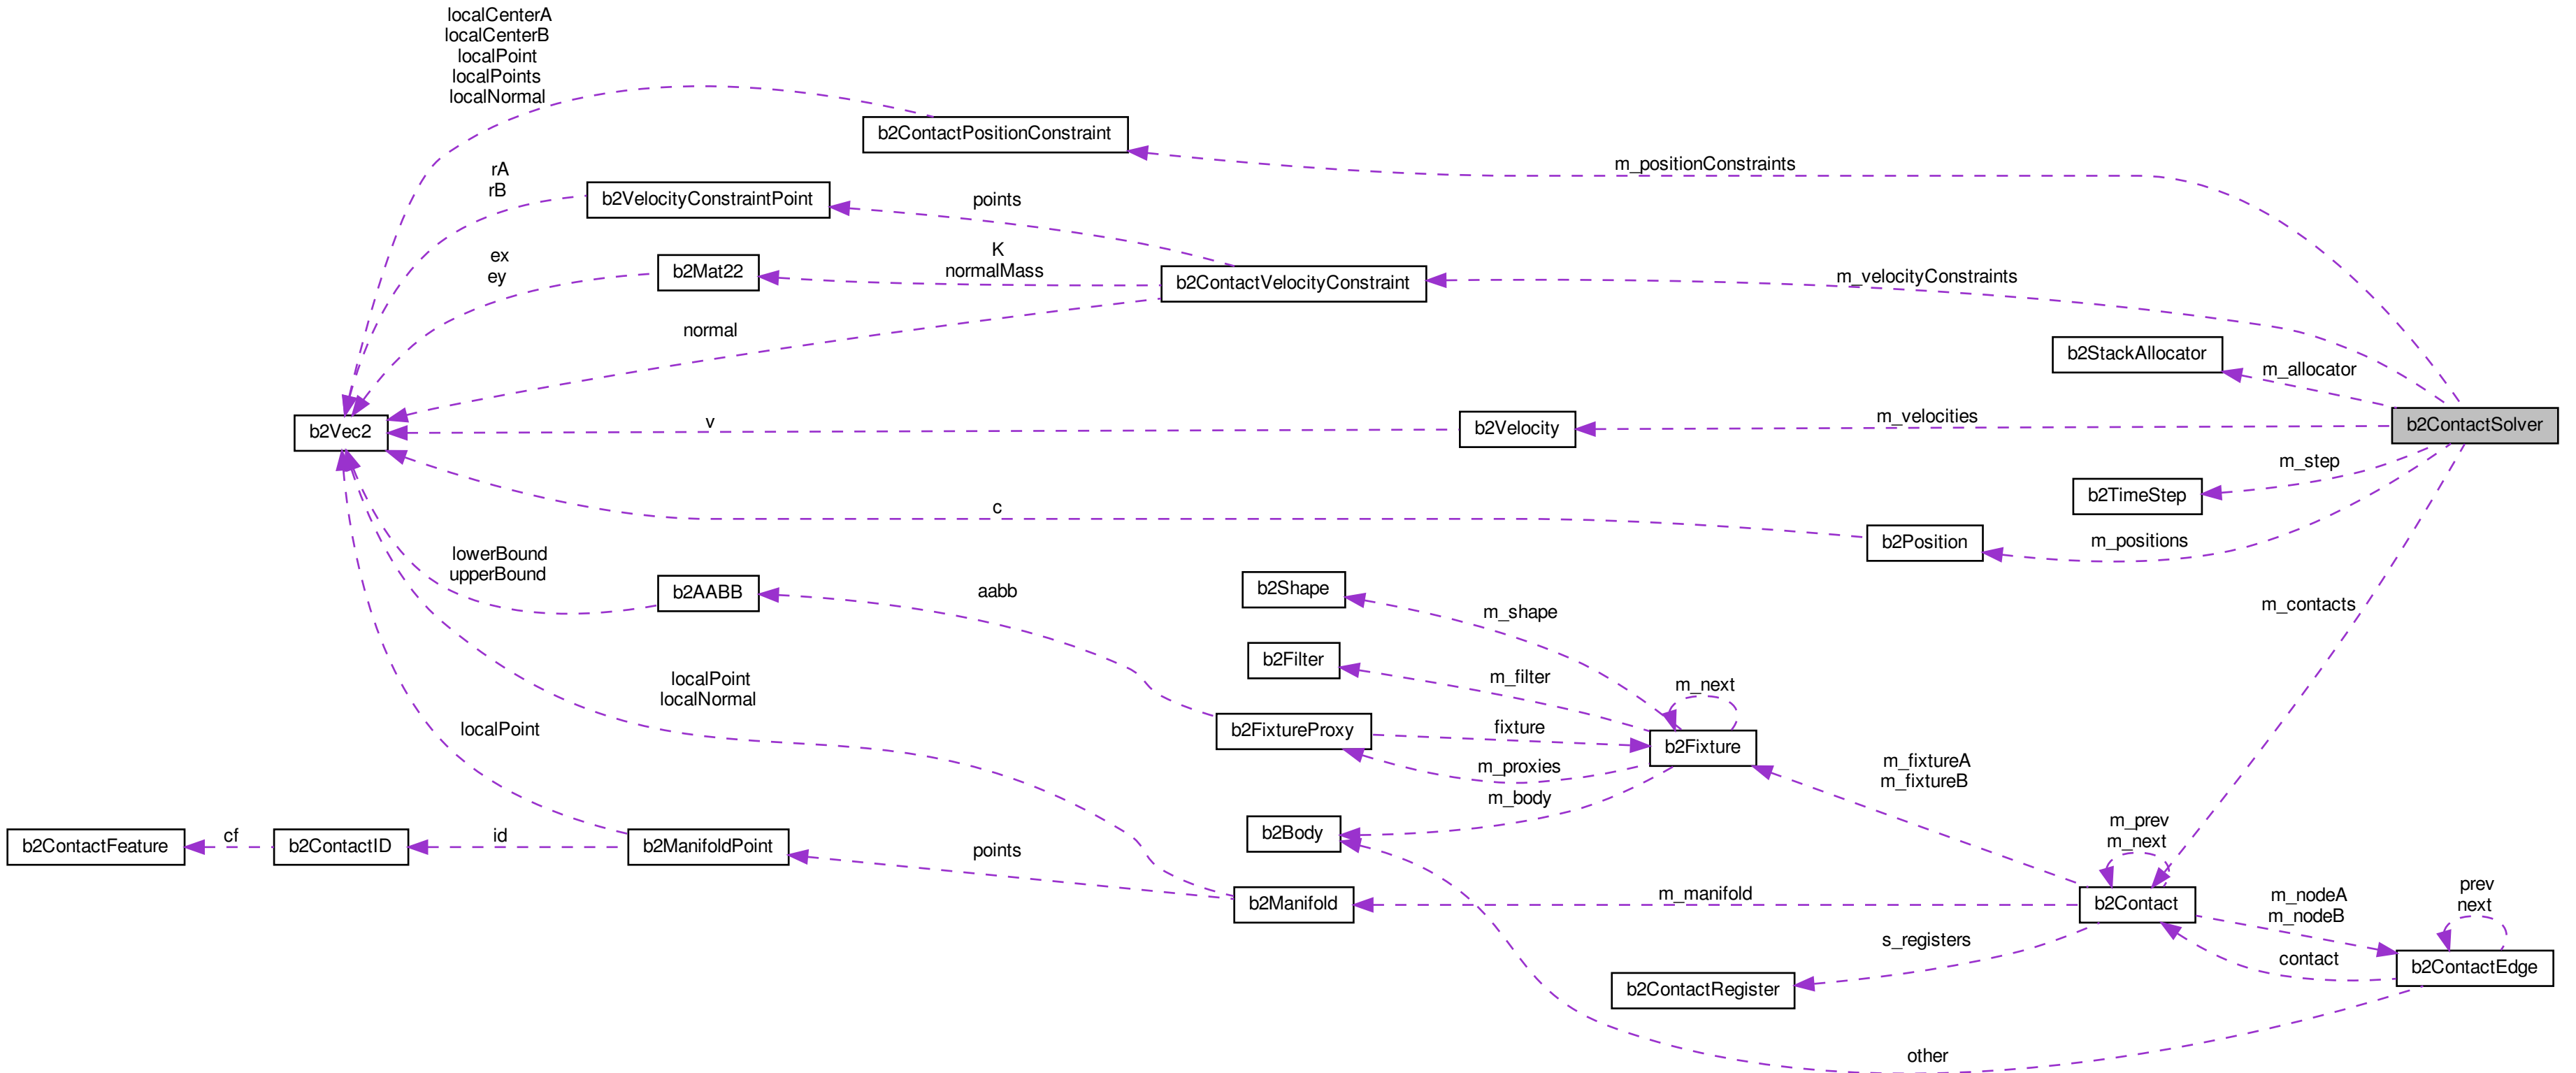 localCenterA
localCenterB
localPoint
localPoints
localNormal
b2ContactPositionConstraint
m_positionConstraints
rA
rB
b2VelocityConstraintPoint
points
ex
ey
b2Mat22
K
normalMass
b2ContactVelocityConstraint
m_velocityConstraints
normal
b2StackAllocator
m_allocator
b2Vec2
v
b2Velocity
m_velocities
b2ContactSolver
m_step
b2TimeStep
c
b2Position
m_positions
lowerBound
upperBound
b2AABB
aabb
b2Shape
m_shape
m_contacts
b2Filter
m_filter
m_next
localPoint
localNormal
localPoint
b2FixtureProxy
fixture
b2Fixture
m_proxies
m_fixtureA
m_fixtureB
m_body
b2Body
m_prev
m_next
b2ContactFeature
cf
b2ContactID
id
b2ManifoldPoint
points
b2Manifold
m_manifold
b2Contact
m_nodeA
m_nodeB
prev
next
s_registers
contact
b2ContactEdge
b2ContactRegister
other